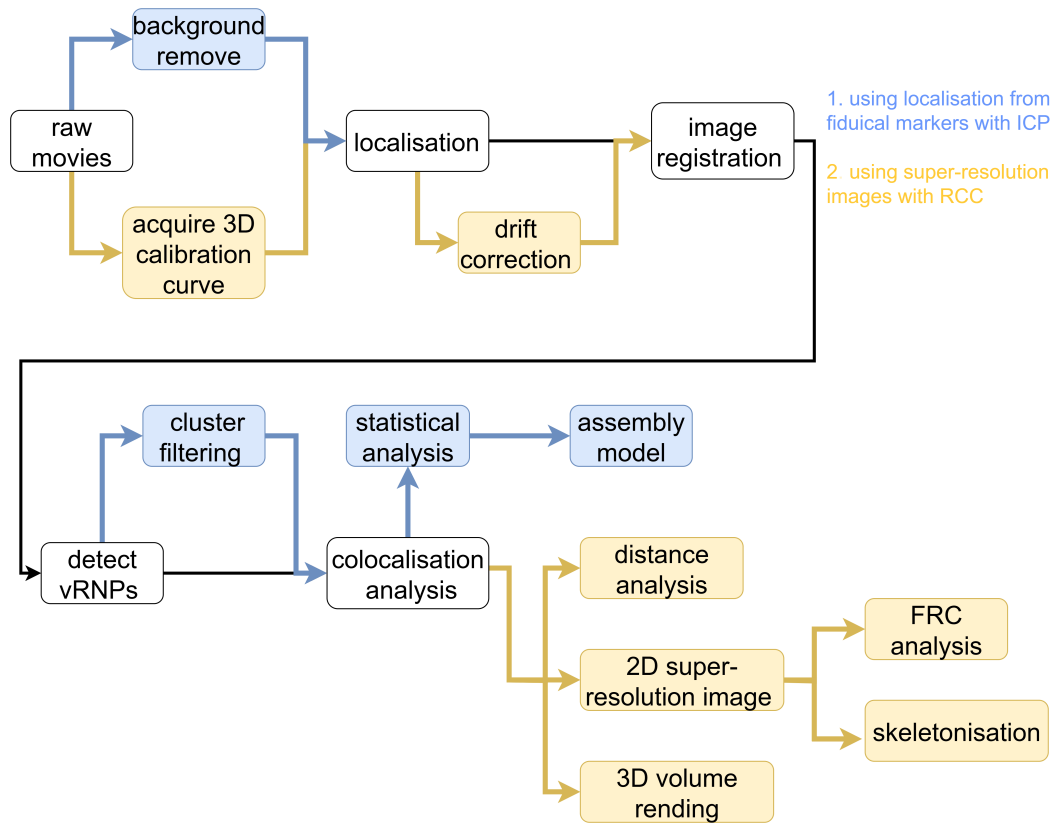 background
remove
raw
movies
localisation
image
registration
1. using localisation from
fiduical markers with ICP
2. using super-resolution
images with RCC
acquire 3D
calibration
curve
drift
correction
cluster
filtering
statistical
analysis
assembly
model
detect
vRNPs
colocalisation
analysis
distance
analysis
FRC
analysis
2D super-
resolution image
skeletonisation
3D volume
rending